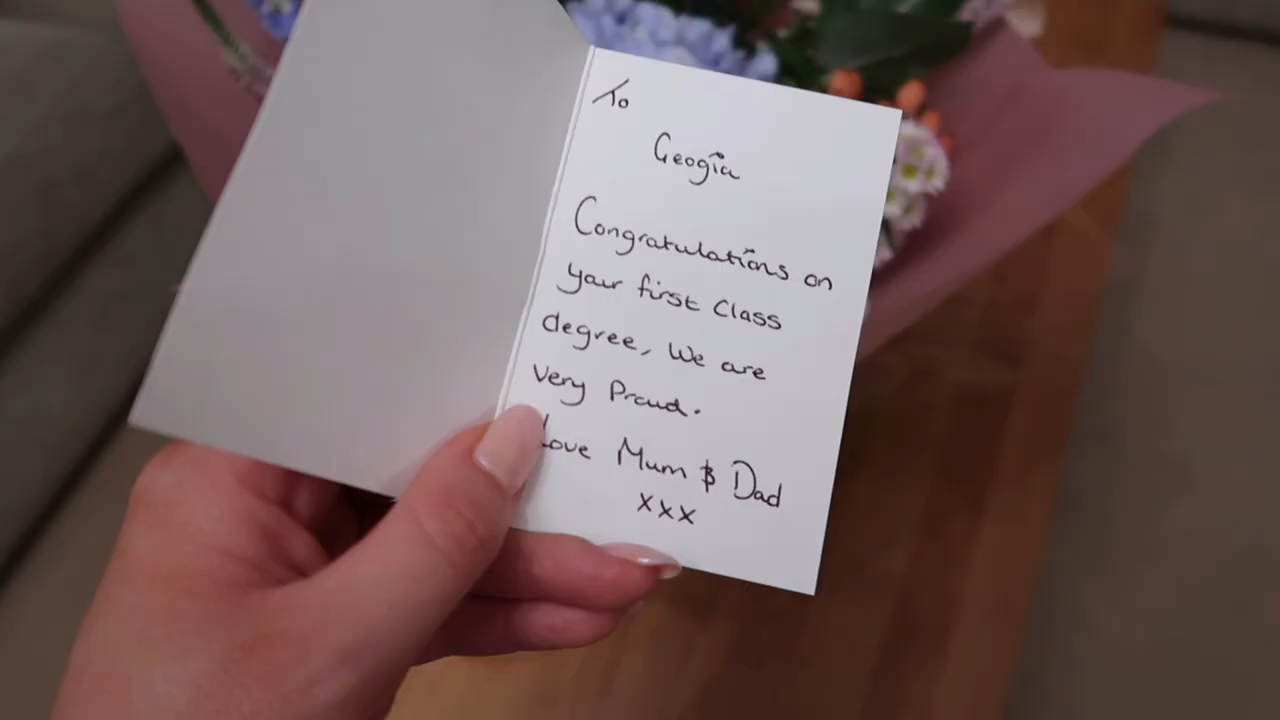 To
Geogia
Congratulations on
your first Class
degree, We are
Very Proud.
Love Mum & Dad
xxx